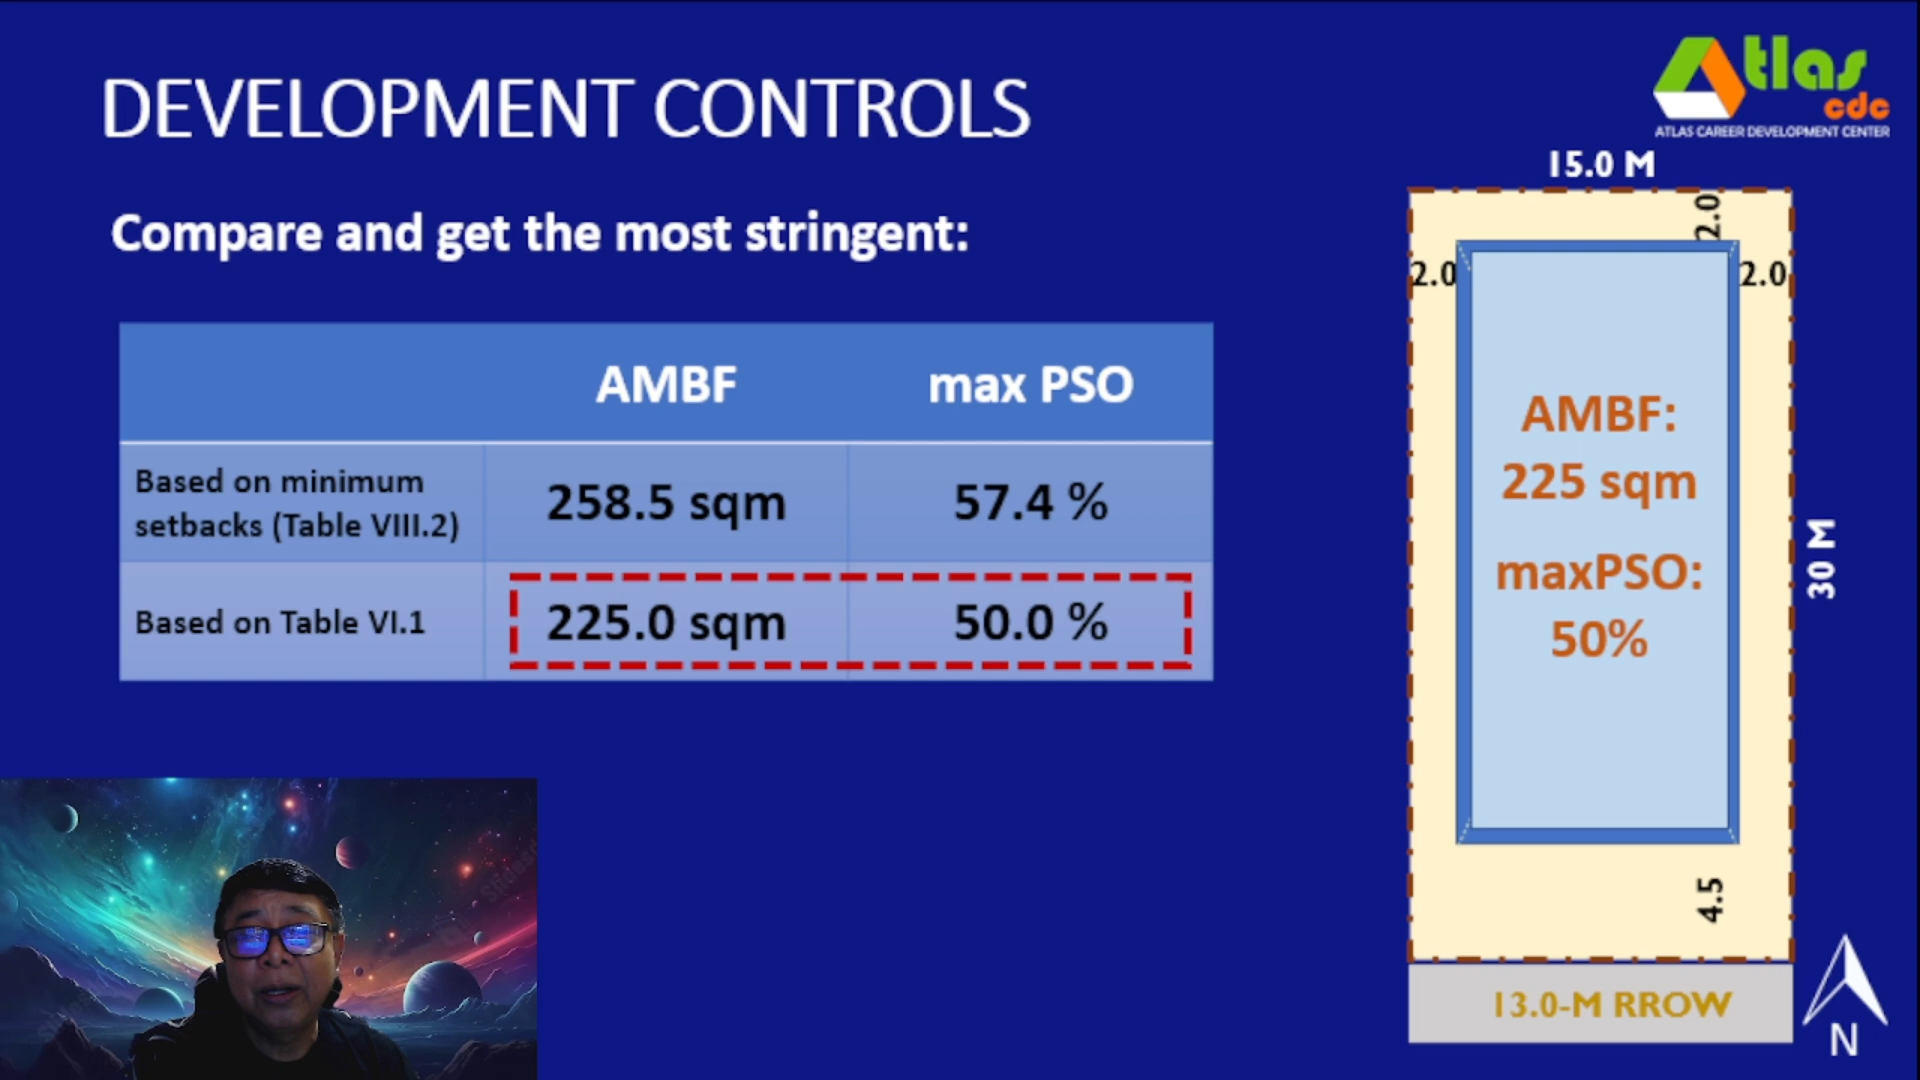 DEVELOPMENT CONTROLS
Atlas
cdc
ATLAS CAREER DEVELOPMENT CENTER
Compare and get the most stringent:
AMBF
max PSO
Based on minimum
setbacks (Table VIII.2)
258.5 sqm
57.4 %
Based on Table VI.1
225.0 sqm
50.0 %
15.0 M
2.0
2.0
2.0
AMBF:
225 sqm
maxPSO:
50%
30 M
4.5
13.0-M RROW
N